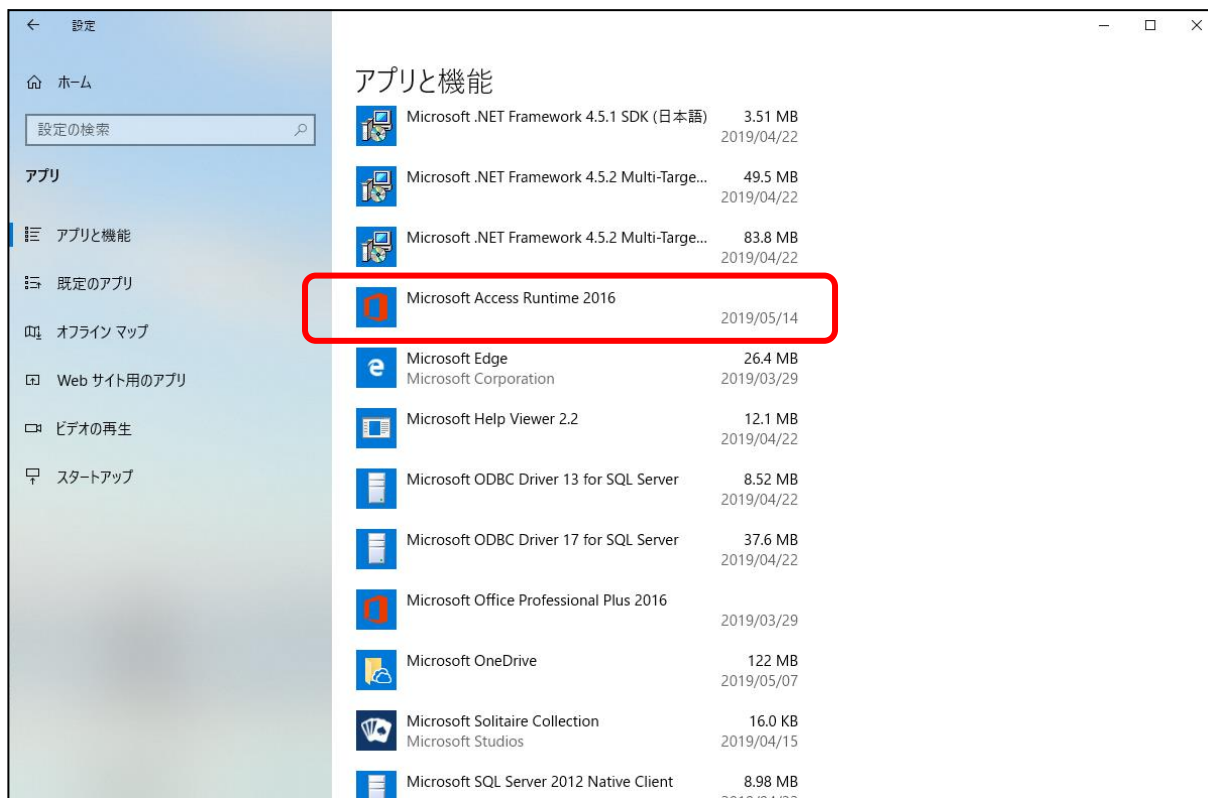 設定
ホーム
設定の検索
アプリ
アプリと機能
既定のアプリ
オフライン マップ
Web サイト用のアプリ
ビデオの再生
スタートアップ
アプリと機能
Microsoft .NET Framework 4.5.1 SDK (日本語) 3.51 MB
2019/04/22
Microsoft .NET Framework 4.5.2 Multi-Targe... 49.5 MB
2019/04/22
Microsoft .NET Framework 4.5.2 Multi-Targe... 83.8 MB
2019/04/22
Microsoft Access Runtime 2016
2019/05/14
Microsoft Edge 26.4 MB
Microsoft Corporation 2019/03/29
Microsoft Help Viewer 2.2 12.1 MB
2019/04/22
Microsoft ODBC Driver 13 for SQL Server 8.52 MB
2019/04/22
Microsoft ODBC Driver 17 for SQL Server 37.6 MB
2019/04/22
Microsoft Office Professional Plus 2016
2019/03/29
Microsoft OneDrive 122 MB
2019/05/07
Microsoft Solitaire Collection 16.0 KB
Microsoft Studios 2019/04/15
Microsoft SQL Server 2012 Native Client 8.98 MB